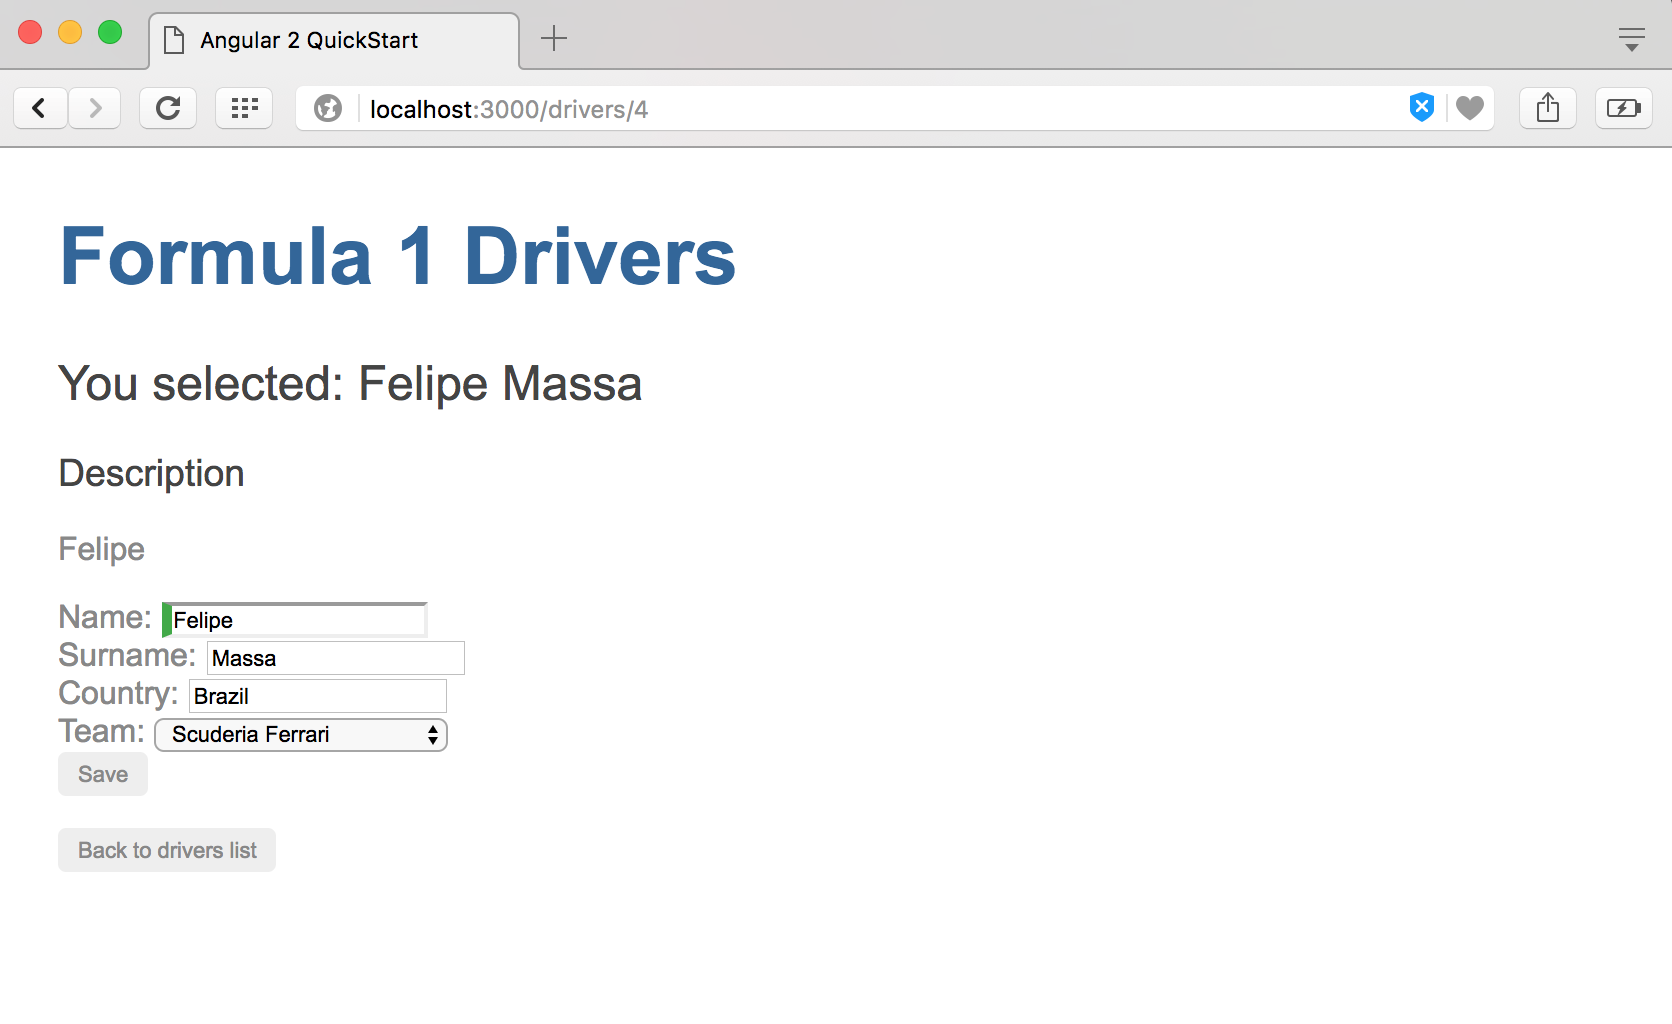 Angular 2 QuickStart
localhost:3000/drivers/4
Formula 1 Drivers
You selected: Felipe Massa
Description
Felipe
Name: Felipe
Surname: Massa
Country: Brazil
Team: Scuderia Ferrari
Save
Back to drivers list